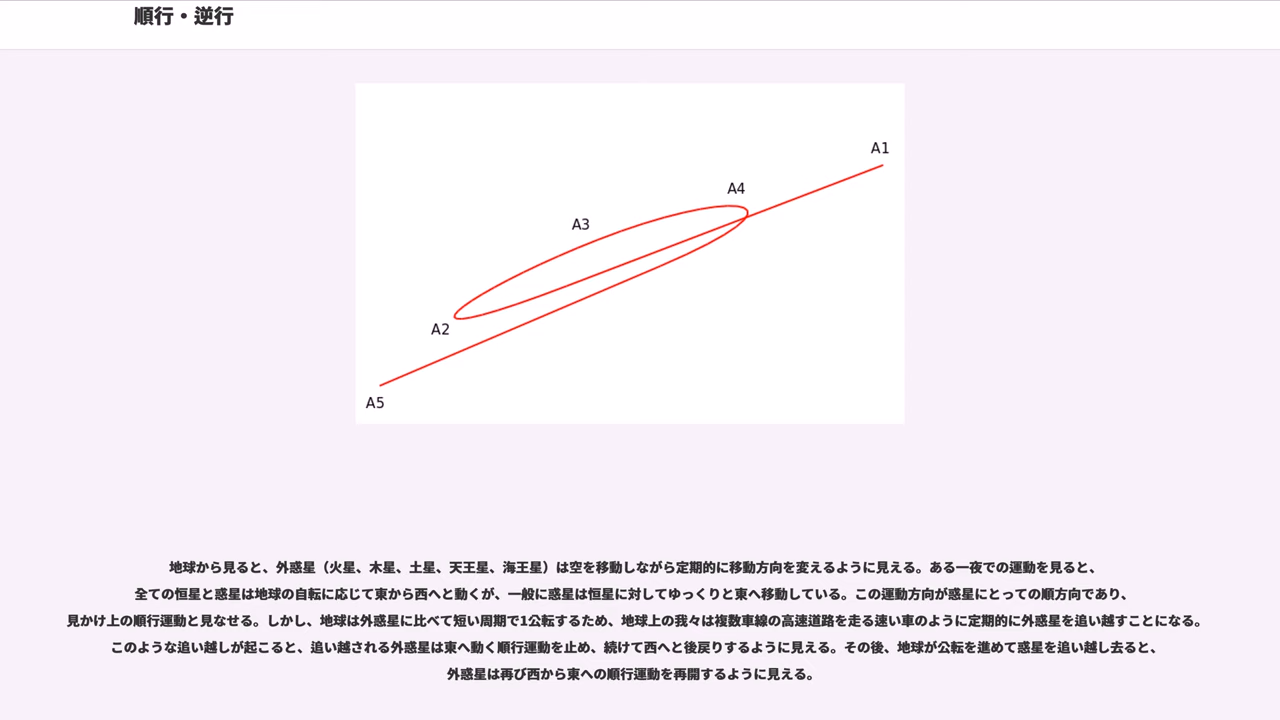 順行・逆行
A1
A4
A3
A2
A5
地球から見ると、外惑星（火星、木星、土星、天王星、海王星）は空を移動しながら定期的に移動方向を変えるように見える。ある一夜での運動を見ると、
全ての恒星と惑星は地球の自転に応じて東から西へと動くが、一般に惑星は恒星に対してゆっくりと東へ移動している。この運動方向が惑星にとっての順方向であり、
見かけ上の順行運動と見なせる。しかし、地球は外惑星に比べて短い周期で1公転するため、地球上の我々は複数車線の高速道路を走る速い車のように定期的に外惑星を追い越すことになる。
このような追い越しが起こると、追い越される外惑星は東へ動く順行運動を止め、続けて西へと後戻りするように見える。その後、地球が公転を進めて惑星を追い越し去ると、
外惑星は再び西から東への順行運動を再開するように見える。